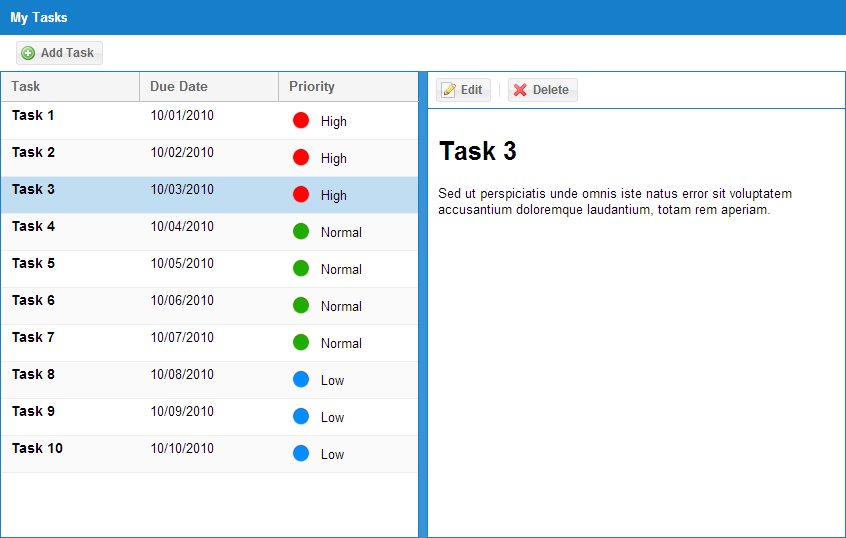 My Tasks
Add Task
Task Due Date Priority
Task 1 10/01/2010 High
Task 2 10/02/2010 High
Task 3 10/03/2010 High
Task 4 10/04/2010 Normal
Task 5 10/05/2010 Normal
Task 6 10/06/2010 Normal
Task 7 10/07/2010 Normal
Task 8 10/08/2010 Low
Task 9 10/09/2010 Low
Task 10 10/10/2010 Low
Edit Delete
Task 3
Sed ut perspiciatis unde omnis iste natus error sit voluptatem
accusantium doloremque laudantium, totam rem aperiam.